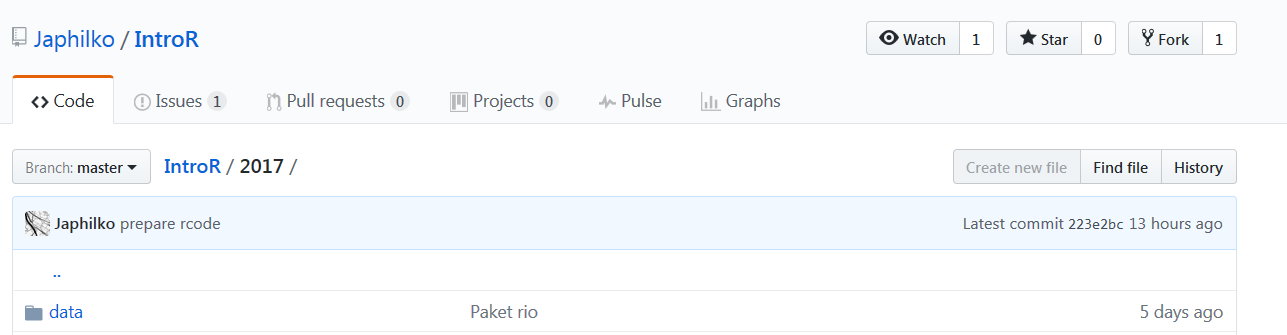 Japhilko / IntroR
Watch 1 Star 0 Fork 1
Code Issues 1 Pull requests 0 Projects 0 Pulse Graphs
Branch: master IntroR / 2017 / Create new file Find file History
Japhilko prepare rcode Latest commit 223e2bc 13 hours ago
..
data Paket rio 5 days ago